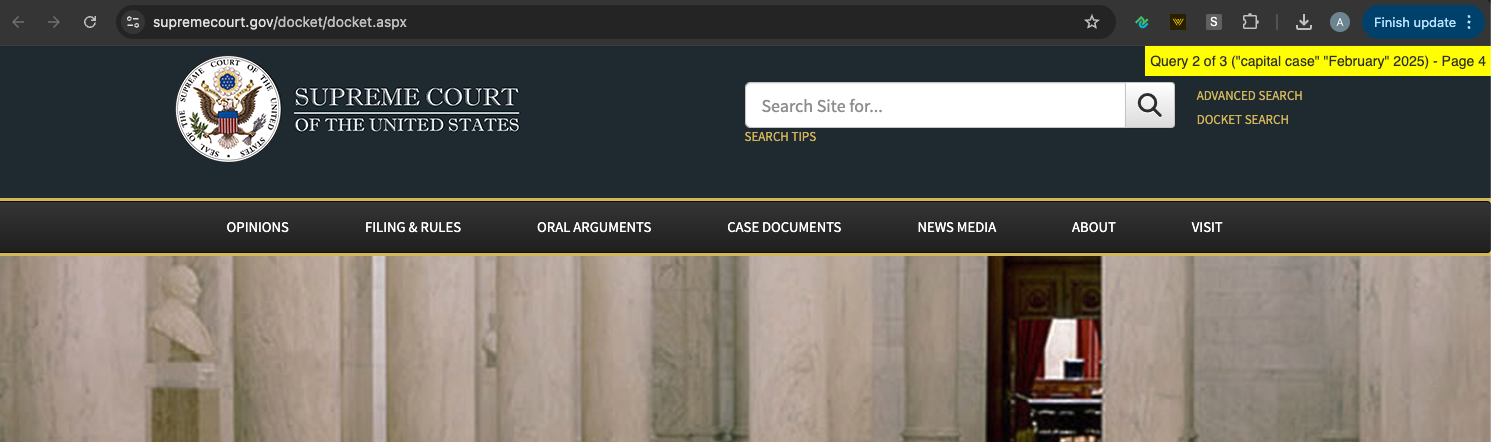 supremecourt.gov/docket/docket.aspx
S
A
Finish update
Query 2 of 3 ("capital case" "February" 2025) - Page 4
SUPREME COURT OF THE UNITED STATES
SEAL OF THE
SUPREME COURT
OF THE UNITED STATES
Search Site for...
SEARCH TIPS
ADVANCED SEARCH
DOCKET SEARCH
OPINIONS
FILING & RULES
ORAL ARGUMENTS
CASE DOCUMENTS
NEWS MEDIA
ABOUT
VISIT